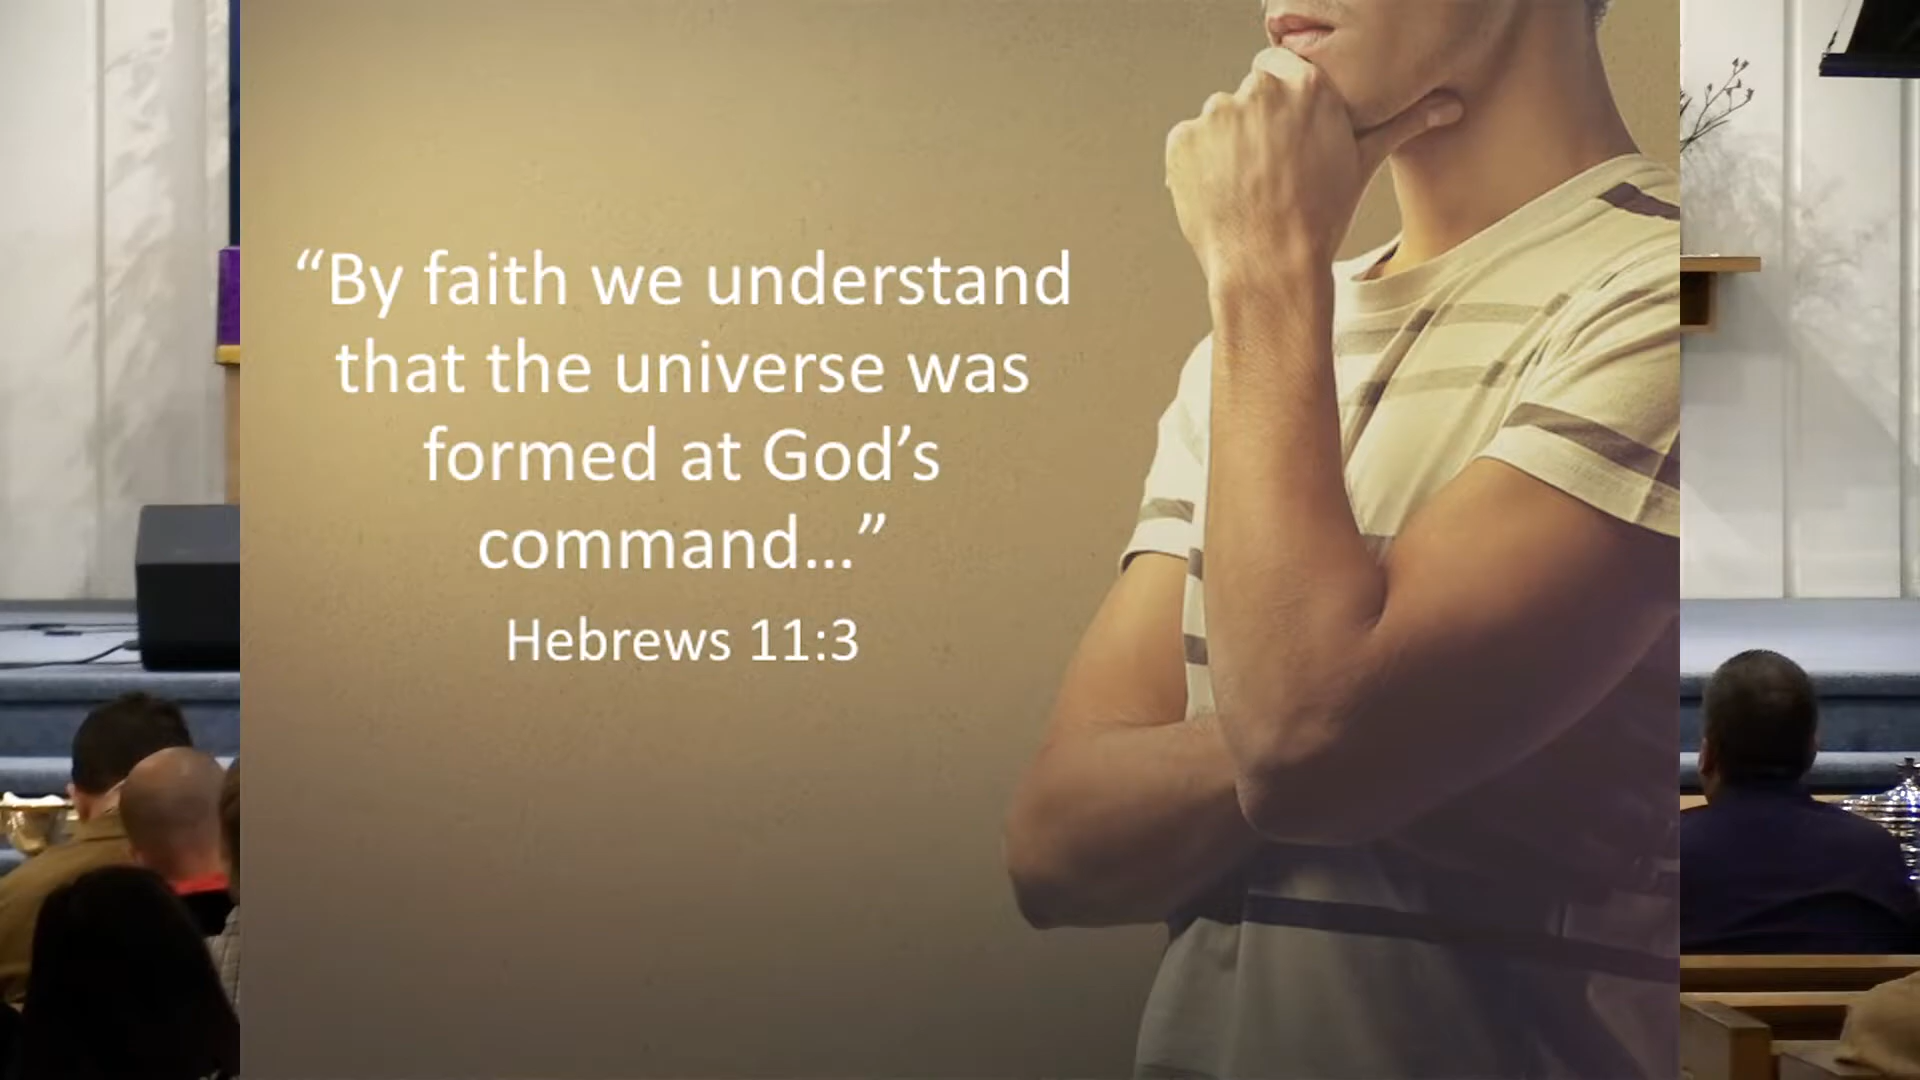 “By faith we understand
that the universe was
formed at God’s
command...”
Hebrews 11:3